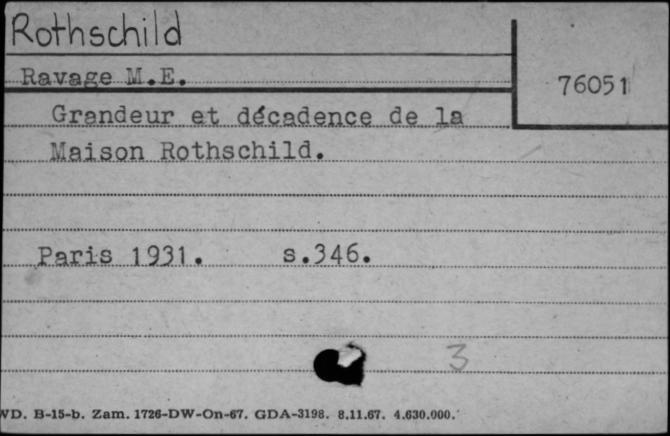 Rothschild
Ravage M.E.
76051
Grandeur et décadence de la
Maison Rothschild.
Paris 1931. s.346.
3
WD. B-15-b. Zam. 1726-DW-On-67. GDA-3198. 8.11.67. 4.630.000.